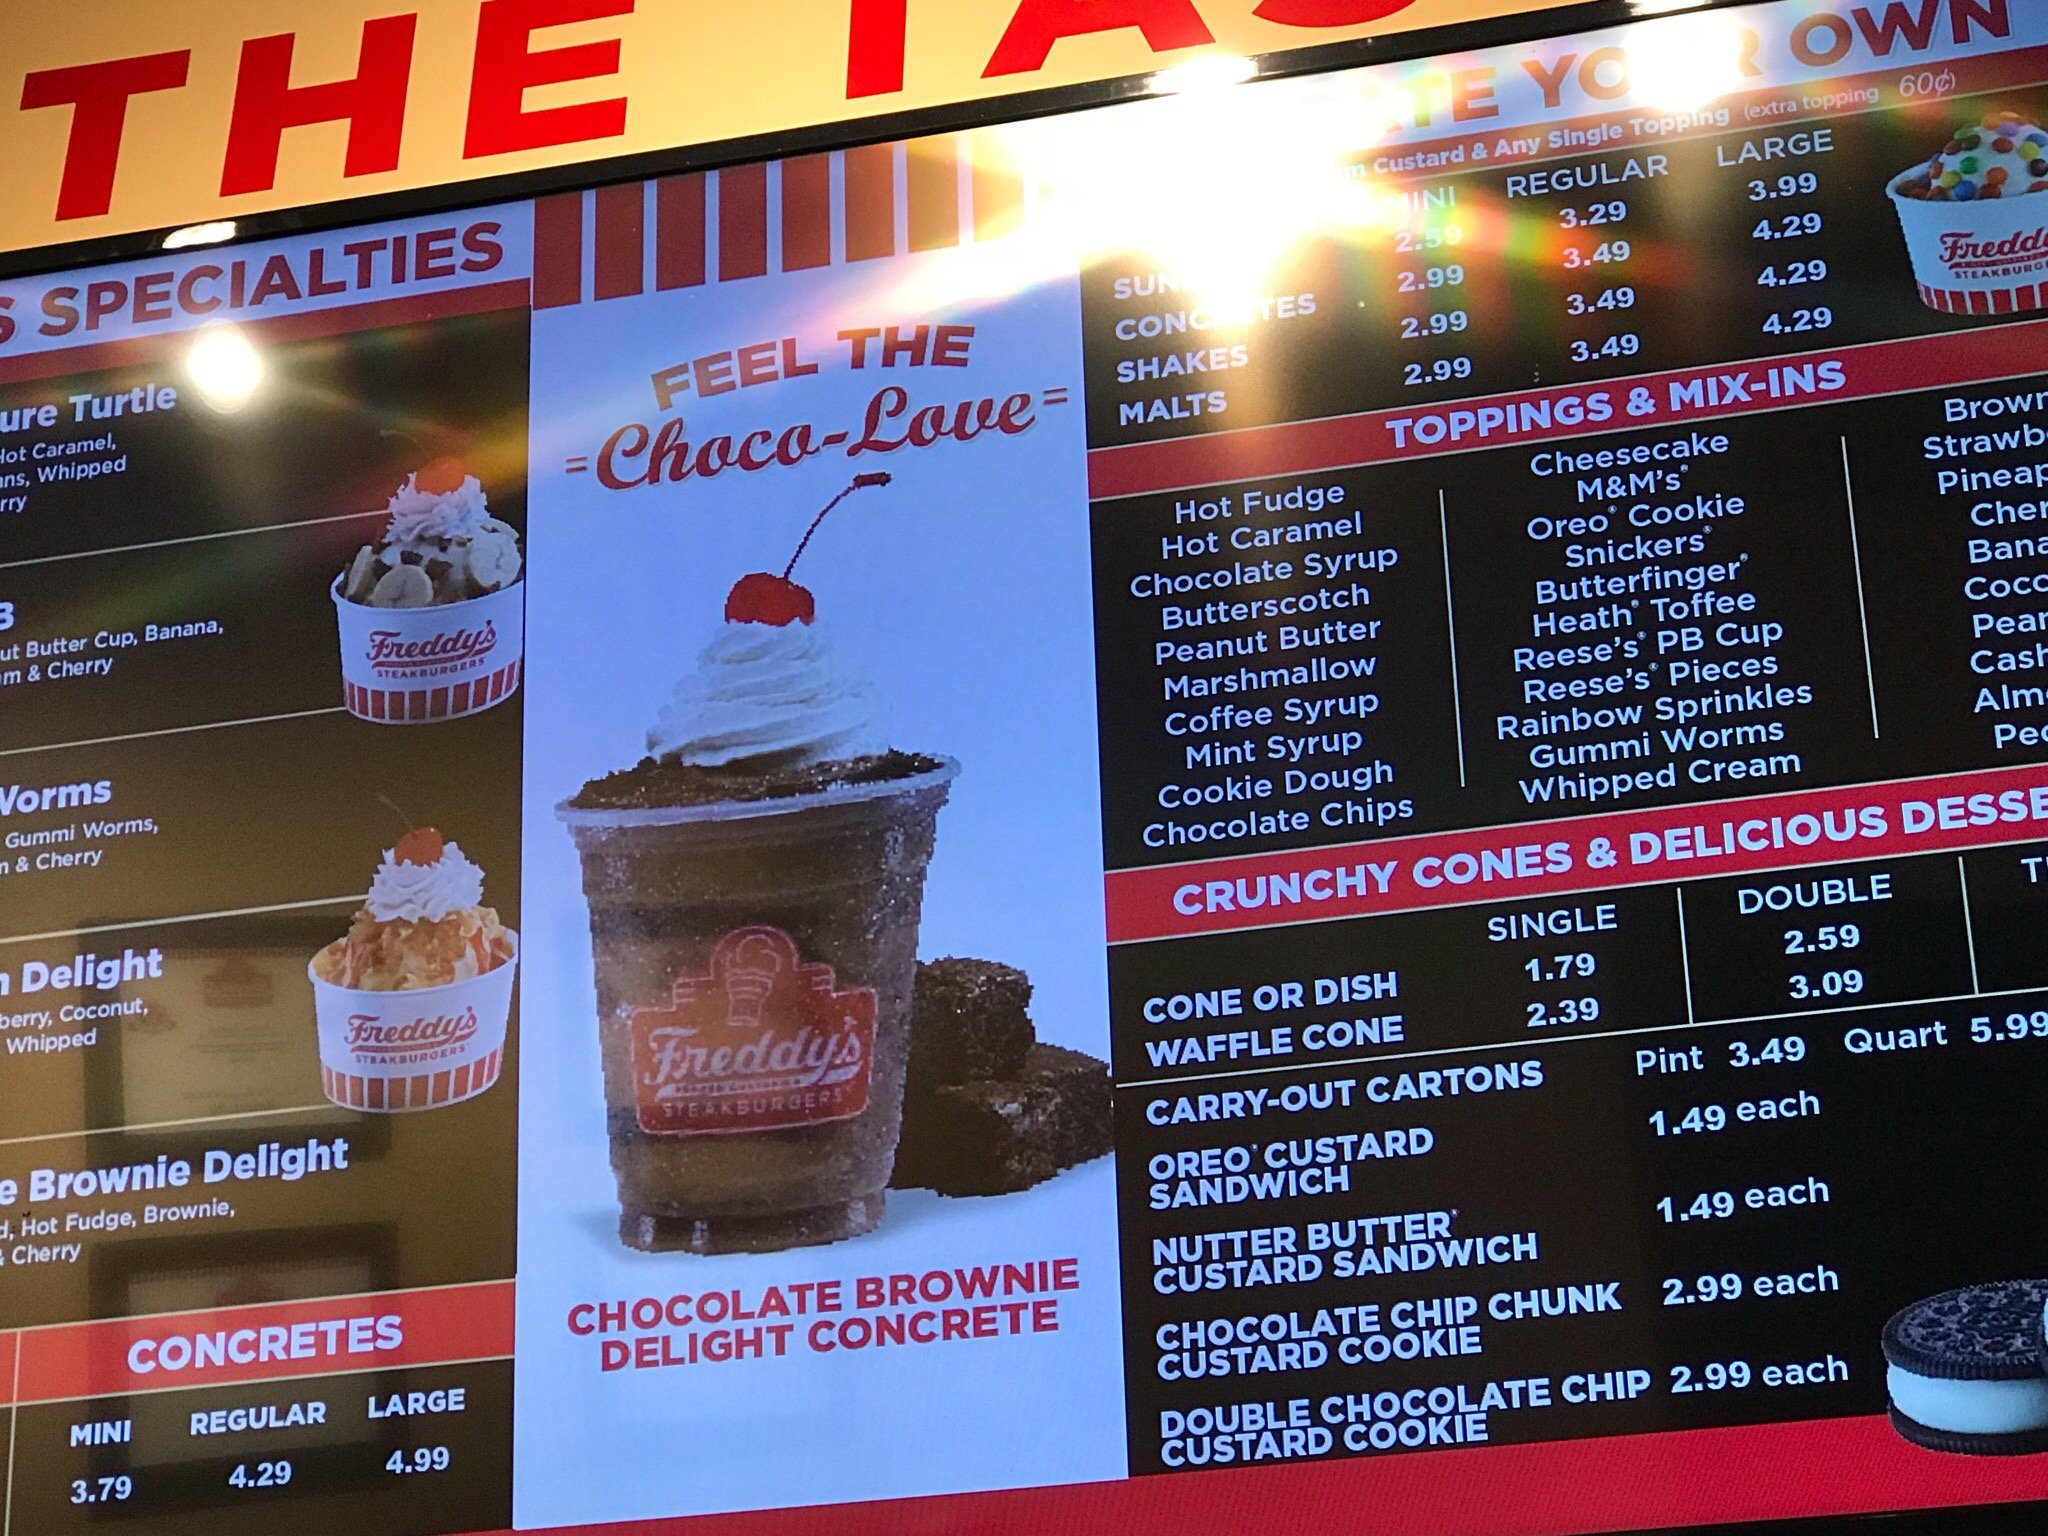 THE
SPECIALTIES
Turtle
Hot Caramel,
Whipped
Butter Cup, Banana,
& Cherry
Gummi Worms,
& Cherry
Delight
Coconut,
Whipped
Brownie Delight
Hot Fudge, Brownie,
& Cherry
Freddy's
STEAKBURGERS
Freddy's
STEAKBURGERS
CONCRETES
MINI REGULAR LARGE
3.79 4.29 4.99
FEEL THE
=Choco-Love=
Freddy's
STEAKBURGERS
CHOCOLATE BROWNIE
DELIGHT CONCRETE
OWN
Custard & Any Single Topping (extra topping 60¢)
MINI REGULAR LARGE
2.59 3.29 3.99
CONCRETES 2.99 3.49 4.29
SHAKES 2.99 3.49 4.29
MALTS 2.99 3.49 4.29
STEAKBURGE
TOPPINGS & MIX-INS
Hot Fudge
Hot Caramel
Chocolate Syrup
Butterscotch
Peanut Butter
Marshmallow
Coffee Syrup
Mint Syrup
Cookie Dough
Chocolate Chips
Cheesecake
M&M's®
Oreo® Cookie
Snickers®
Butterfinger®
Heath® Toffee
Reese's® PB Cup
Reese's® Pieces
Rainbow Sprinkles
Gummi Worms
Whipped Cream
CRUNCHY CONES & DELICIOUS
SINGLE DOUBLE
CONE OR DISH 1.79 2.59
WAFFLE CONE 2.39 3.09
CARRY-OUT CARTONS Pint 3.49 Quart 5.99
OREO® CUSTARD
SANDWICH 1.49 each
NUTTER BUTTER®
CUSTARD SANDWICH 1.49 each
CHOCOLATE CHIP CHUNK
CUSTARD COOKIE 2.99 each
DOUBLE CHOCOLATE CHIP
CUSTARD COOKIE 2.99 each